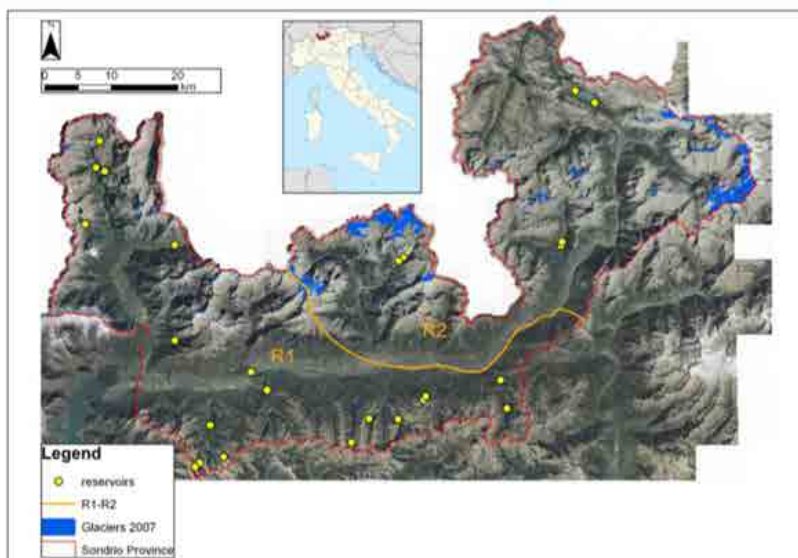 N
0 5 10 20
km
R1
R2
Legend
reservoirs
R1-R2
Glaciers 2007
Sondrio Province